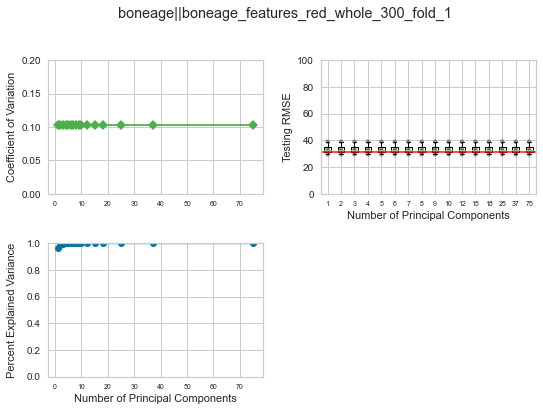 boneage||boneage_features_red_whole_300_fold_1
Coefficient of Variation
0.20
0.15
0.10
0.05
0.00
0 10 20 30 40 50 60 70
Testing RMSE
100
80
60
40
20
0
1 2 3 4 5 6 7 8 9 10 12 15 18 25 37 75
Number of Principal Components
Percent Explained Variance
1.0
0.8
0.6
0.4
0.2
0.0
0 10 20 30 40 50 60 70
Number of Principal Components